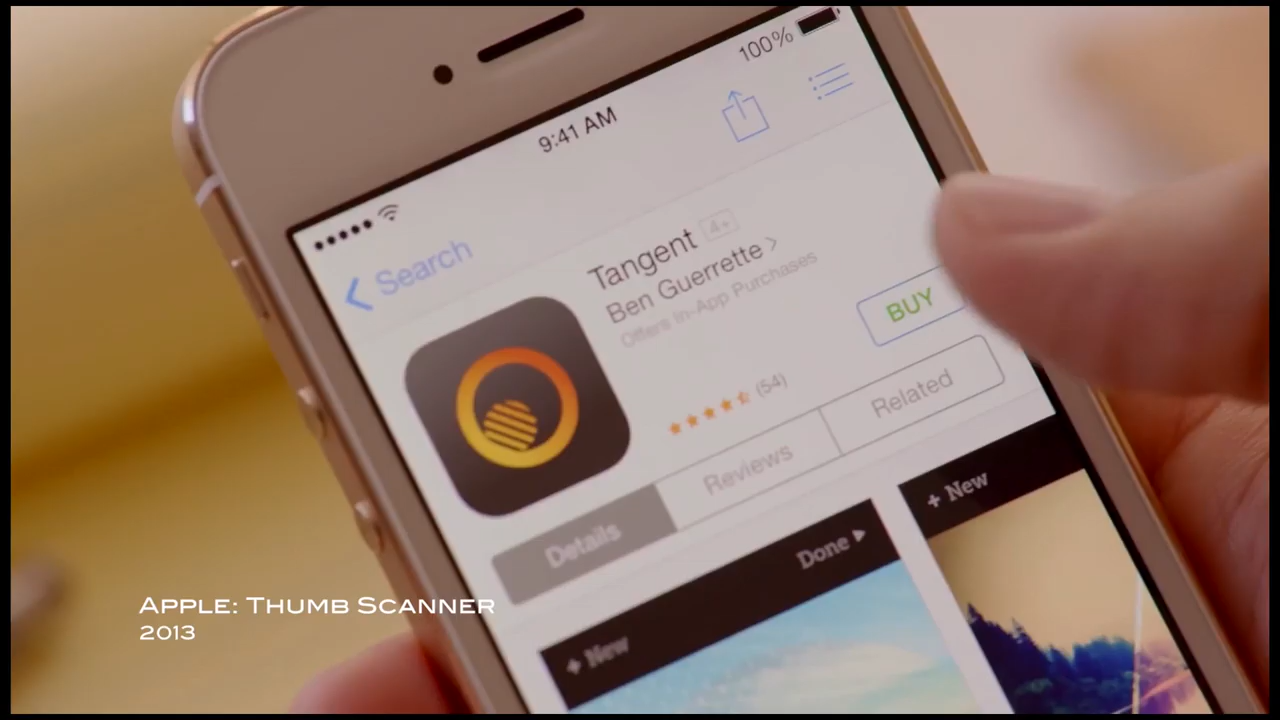 100%
9:41 AM
Search
Tangent 4+
Ben Guerrette >
Offers In-App Purchases
BUY
(54)
Details
Reviews
Related
+ New
Done
+ New
APPLE: THUMB SCANNER
2013